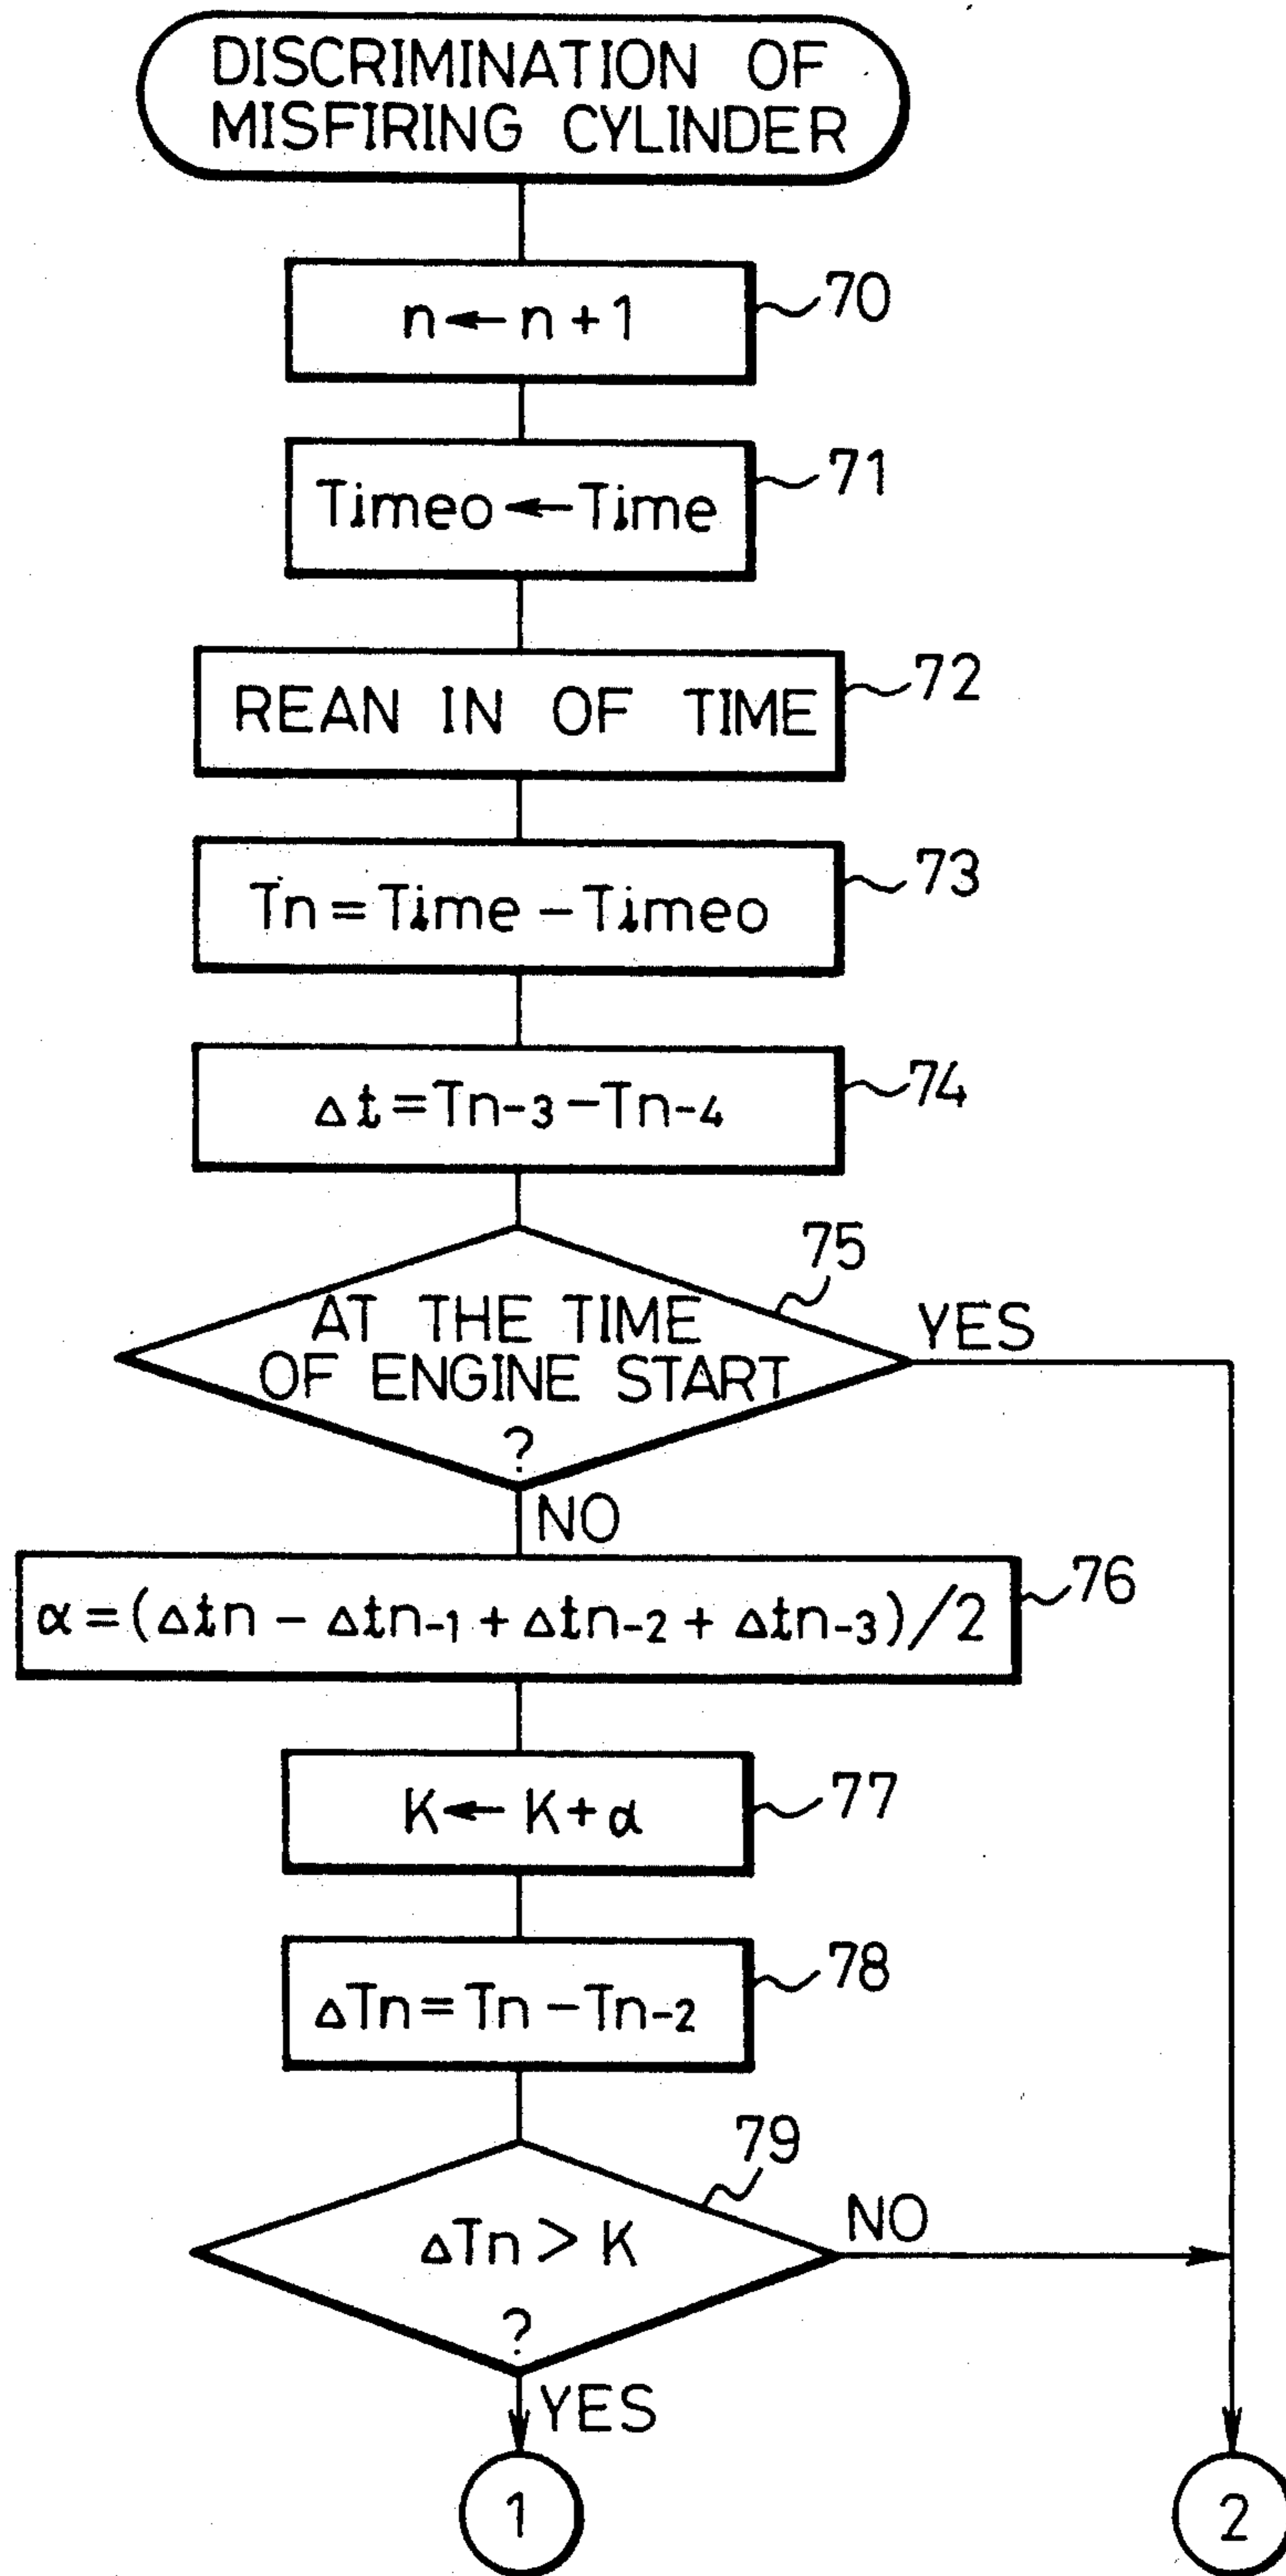 DISCRIMINATION OF
MISFIRING CYLINDER
n←n+1
70
Timeo←Time
71
REAN IN OF TIME
72
Tn=Time-Timeo
73
Δt=Tn-3-Tn-4
74
75
AT THE TIME
OF ENGINE START
?
YES
NO
α=(Δtn-Δtn-1+Δtn-2+Δtn-3)/2
76
K←K+α
77
ΔTn=Tn-Tn-2
78
79
ΔTn>K
?
NO
YES
1
2